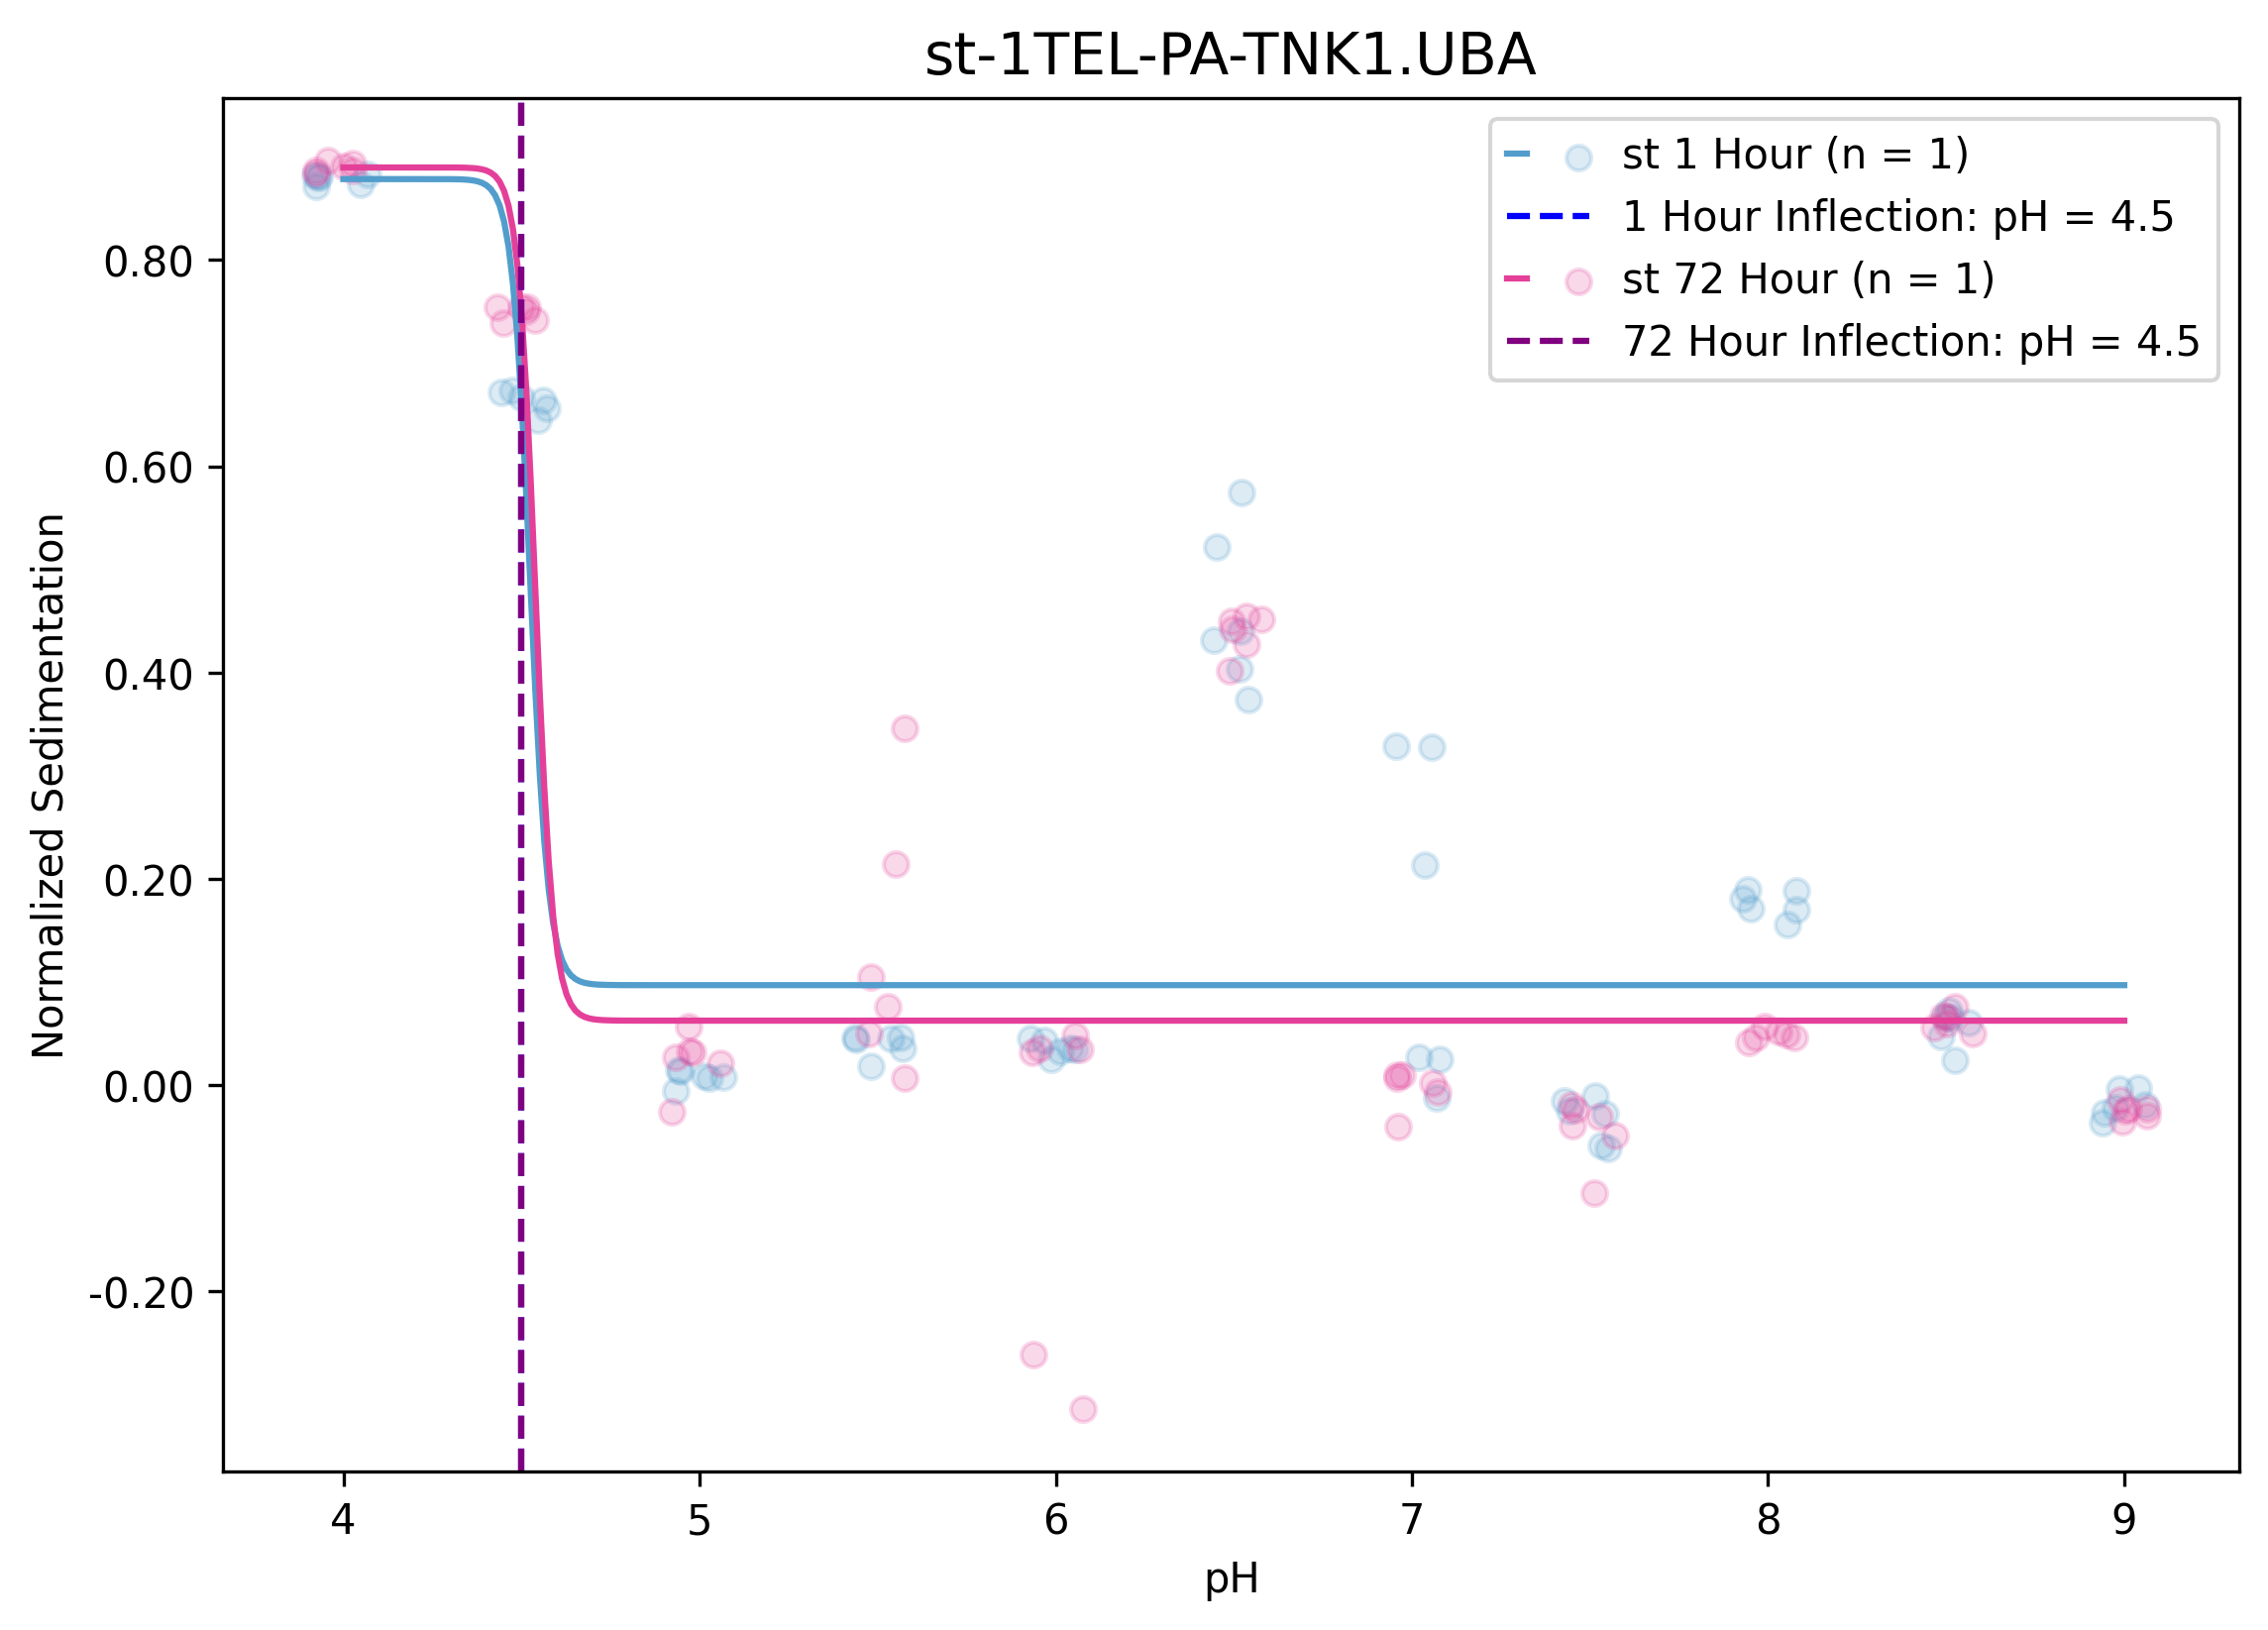 st-1TEL-PA-TNK1.UBA
st 1 Hour (n = 1)
1 Hour Inflection: pH = 4.5
st 72 Hour (n = 1)
72 Hour Inflection: pH = 4.5
Normalized Sedimentation
0.80
0.60
0.40
0.20
0.00
-0.20
4 5 6 7 8 9
pH